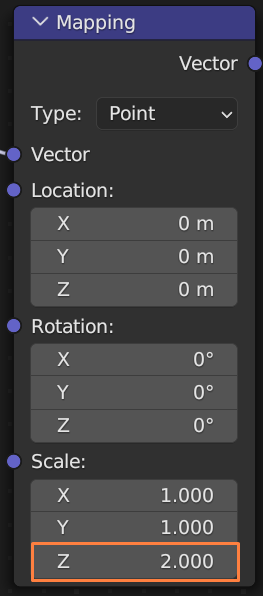 Mapping
Vector
Type: Point
Vector
Location:
X 0 m
Y 0 m
Z 0 m
Rotation:
X 0°
Y 0°
Z 0°
Scale:
X 1.000
Y 1.000
Z 2.000